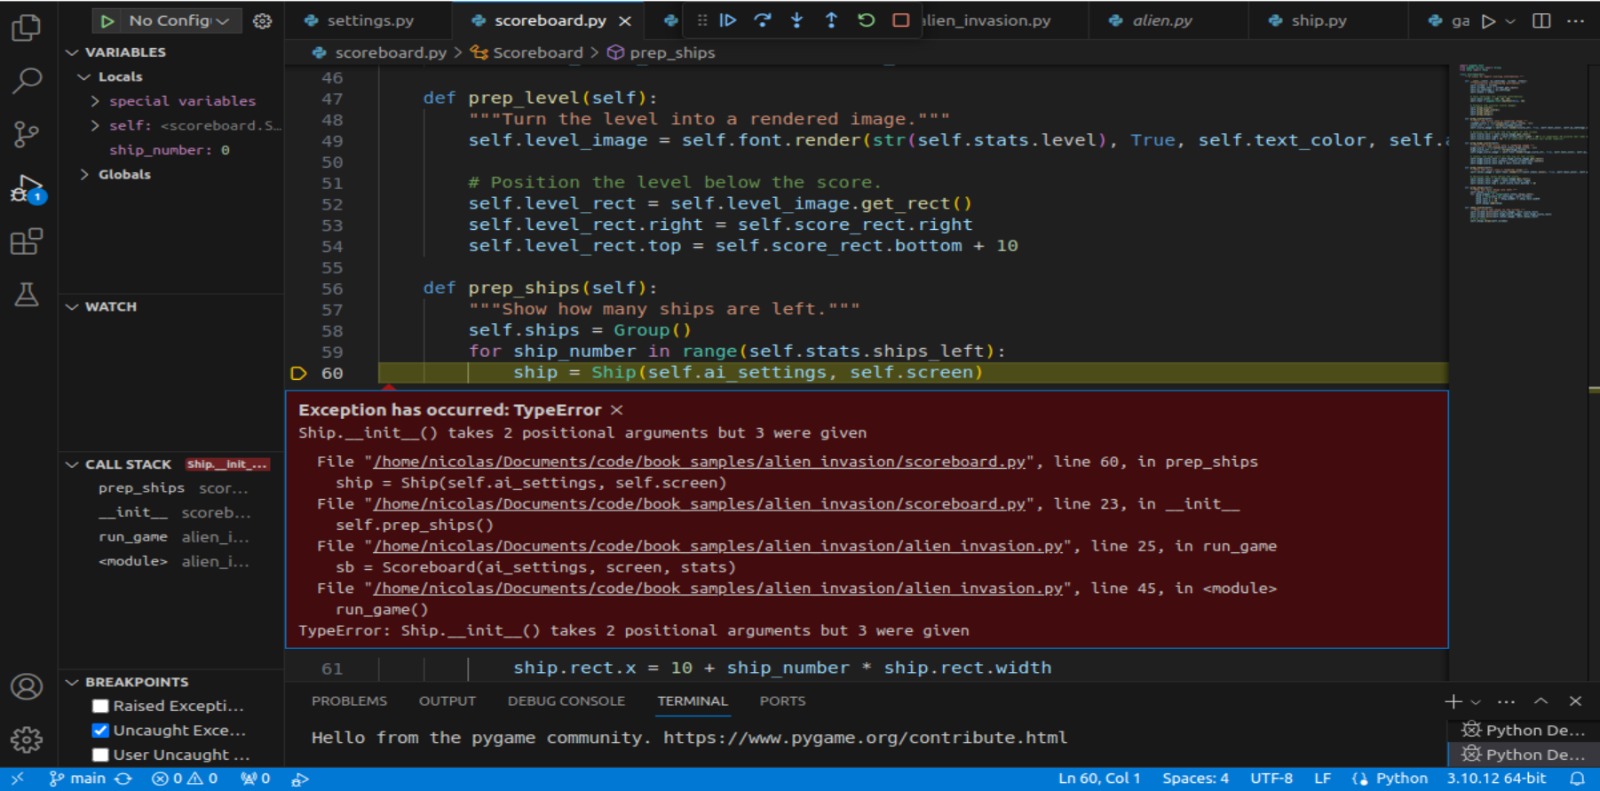 No Config
settings.py
scoreboard.py
alien_invasion.py
alien.py
ship.py
ga
VARIABLES
Locals
special variables
self: <scoreboard.S...
ship_number: 0
Globals
WATCH
CALL STACK Ship.__init_...
prep_ships scor...
__init__ scoreb...
run_game alien_i...
<module> alien_i...
BREAKPOINTS
Raised Excepti...
Uncaught Exce...
User Uncaught ...
1
scoreboard.py > Scoreboard > prep_ships
46
47 def prep_level(self):
48 """Turn the level into a rendered image."""
49 self.level_image = self.font.render(str(self.stats.level), True, self.text_color, self.a
50
51 # Position the level below the score.
52 self.level_rect = self.level_image.get_rect()
53 self.level_rect.right = self.score_rect.right
54 self.level_rect.top = self.score_rect.bottom + 10
55
56 def prep_ships(self):
57 """Show how many ships are left."""
58 self.ships = Group()
59 for ship_number in range(self.stats.ships_left):
60 ship = Ship(self.ai_settings, self.screen)
Exception has occurred: TypeError
Ship.__init__() takes 2 positional arguments but 3 were given
File "/home/nicolas/Documents/code/book_samples/alien_invasion/scoreboard.py", line 60, in prep_ships
ship = Ship(self.ai_settings, self.screen)
File "/home/nicolas/Documents/code/book_samples/alien_invasion/scoreboard.py", line 23, in __init__
self.prep_ships()
File "/home/nicolas/Documents/code/book_samples/alien_invasion/alien_invasion.py", line 25, in run_game
sb = Scoreboard(ai_settings, screen, stats)
File "/home/nicolas/Documents/code/book_samples/alien_invasion/alien_invasion.py", line 45, in <module>
run_game()
TypeError: Ship.__init__() takes 2 positional arguments but 3 were given
61 ship.rect.x = 10 + ship_number * ship.rect.width
PROBLEMS OUTPUT DEBUG CONSOLE TERMINAL PORTS
Hello from the pygame community. https://www.pygame.org/contribute.html
Python De...
Python De...
main 0 0 0 Ln 60, Col 1 Spaces: 4 UTF-8 LF Python 3.10.12 64-bit